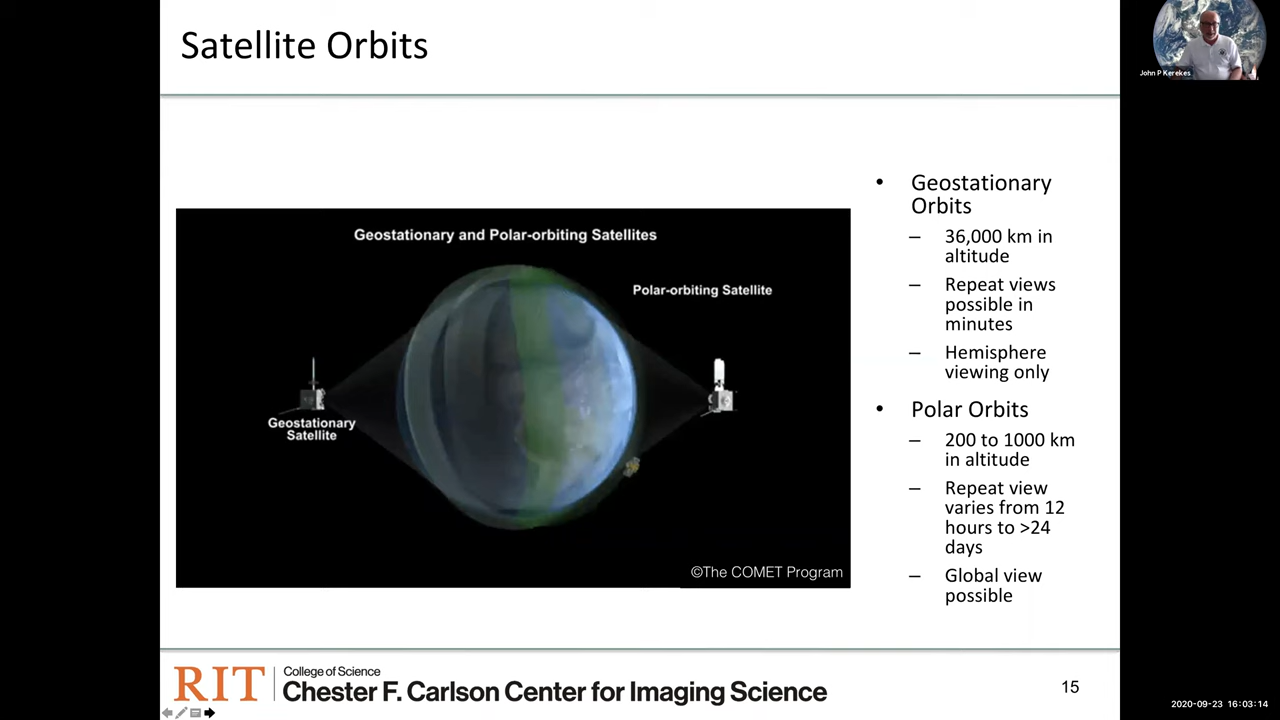 Satellite Orbits
John P Kerekes
Geostationary and Polar-orbiting Satellites
Polar-orbiting Satellite
Geostationary
Satellite
©The COMET Program
• Geostationary
Orbits
– 36,000 km in
altitude
– Repeat views
possible in
minutes
– Hemisphere
viewing only
• Polar Orbits
– 200 to 1000 km
in altitude
– Repeat view
varies from 12
hours to >24
days
– Global view
possible
RIT
College of Science
Chester F. Carlson Center for Imaging Science
15
2020-09-23 16:03:14